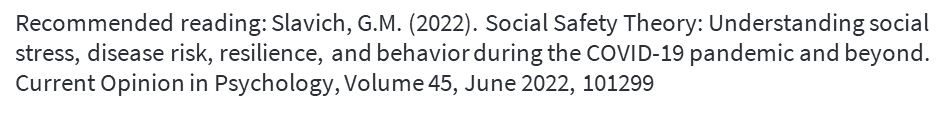 Recommended reading: Slavich, G.M. (2022). Social Safety Theory: Understanding social
stress, disease risk, resilience, and behavior during the COVID-19 pandemic and beyond.
Current Opinion in Psychology, Volume 45, June 2022, 101299